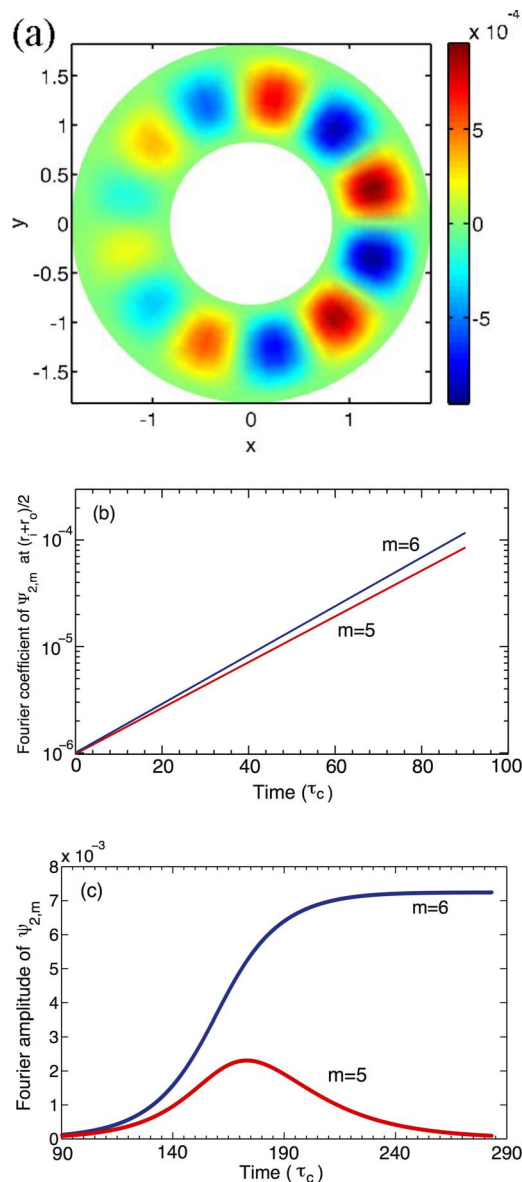 (a)
x 10⁻⁴
1.5
1
0.5
0
-0.5
-1
-1.5
y
-1 0 1
x
5
0
-5
(b)
Fourier coefficient of Ψ2,m at (ri+ro)/2
10⁻⁴
10⁻⁵
10⁻⁶
m=6
m=5
0 20 40 60 80 100
Time (τc)
x 10⁻³
(c)
Fourier amplitude of ψ2,m
8
7
6
5
4
3
2
1
0
m=6
m=5
90 140 190 240 290
Time (τc)